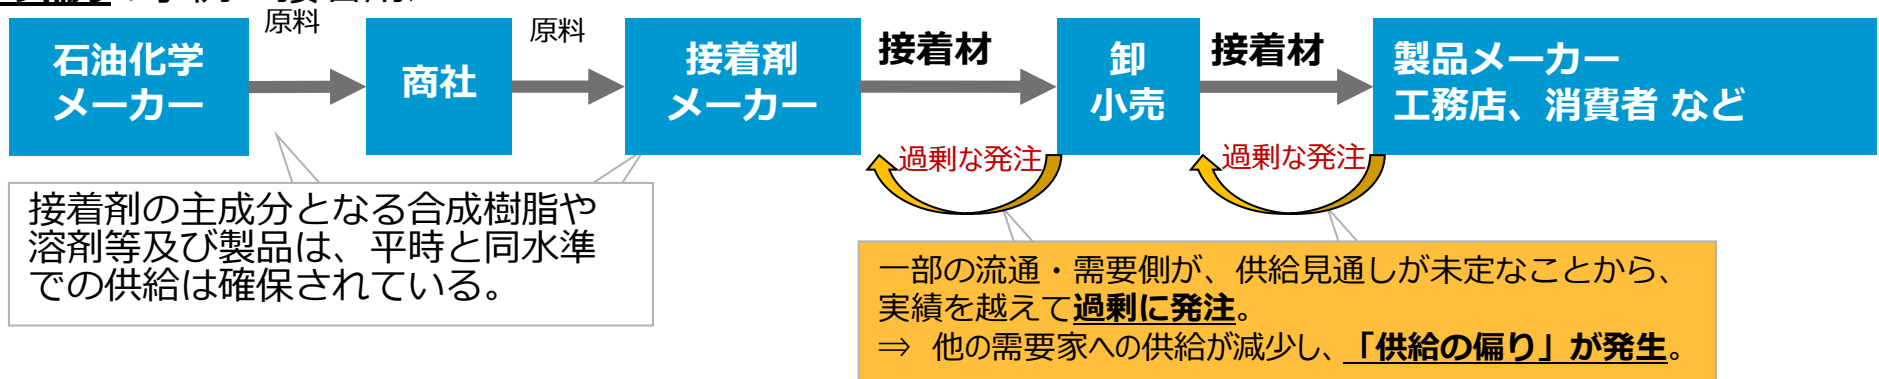 原料
原料
石油化学
メーカー
商社
接着剤
メーカー
接着材
卸
小売
接着材
製品メーカー
工務店、消費者 など
過剰な発注
過剰な発注
接着剤の主成分となる合成樹脂や
溶剤等及び製品は、平時と同水準
での供給は確保されている。
一部の流通・需要側が、供給見通しが未定なことから、
実績を越えて過剰に発注。
⇒ 他の需要家への供給が減少し、「供給の偏り」が発生。